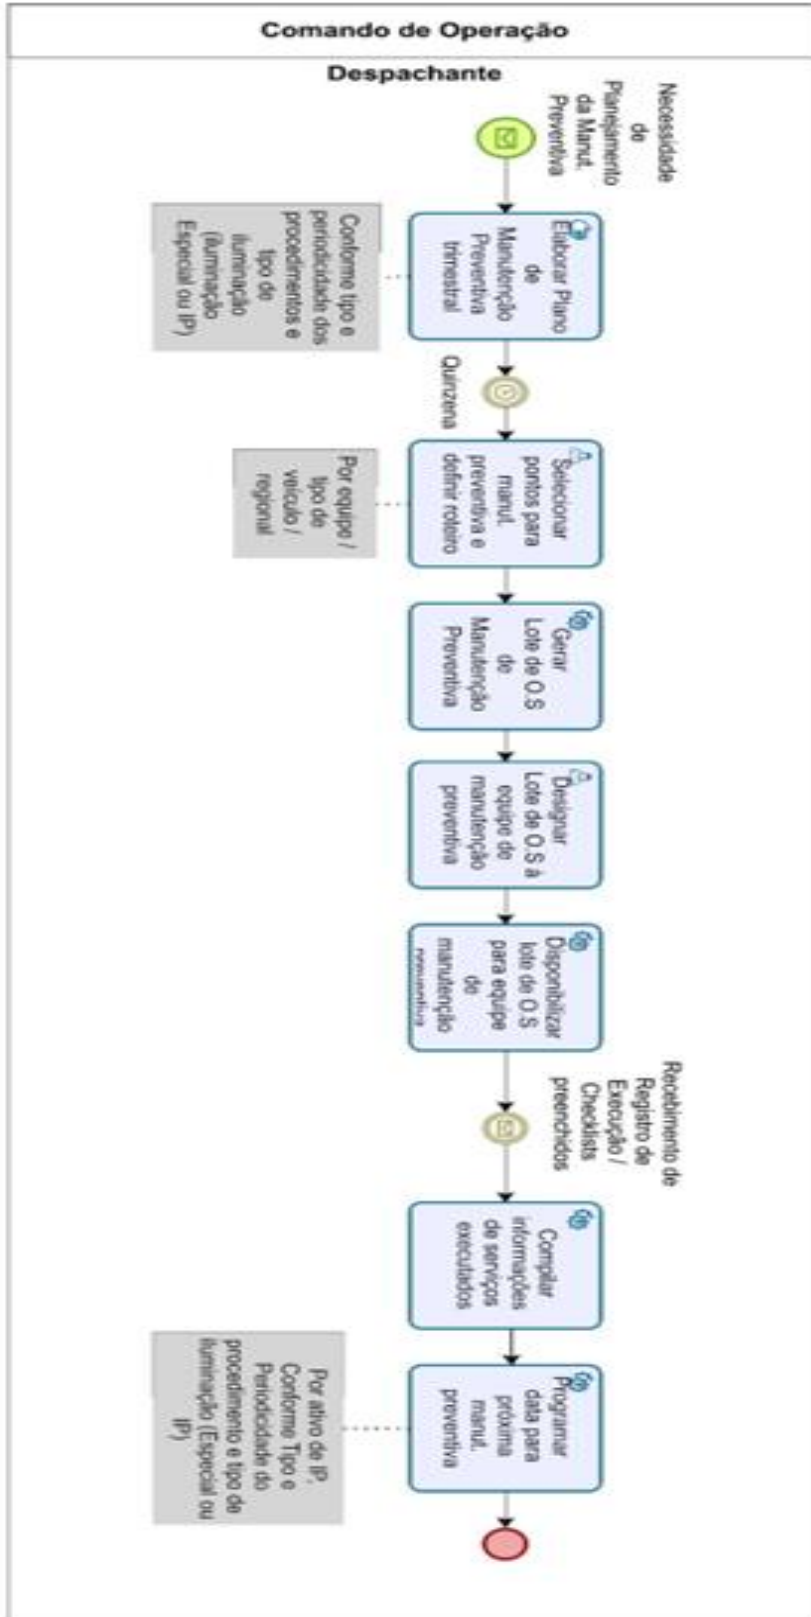 Comando de Operação
Despachante
Necessidade
de
Planejamento
da Manut.
Preventiva
Elaborar Plano
de
Manutenção
Preventiva
trimestral
Conforme tipo e
periodicidade dos
procedimentos e
tipo de
iluminação
(iluminação
Especial ou IP)
Quinzena
Selecionar
pontos para
manut.
preventiva e
definir roteiro
Por equipe /
tipo de
veículo /
regional
Gerar
Lote de O.S
de
Manutenção
Preventiva
Designar
Lote de O.S à
equipe de
manutenção
preventiva
Disponibilizar
lote de O.S
para equipe
de
manutenção
preventiva
Recebimento de
Registro de
Execução /
Checklists
preenchidos
Compilar
informações
de serviços
executados
Programar
data para
próxima
manut.
preventiva
Por ativo de IP,
Conforme Tipo e
Periodicidade do
procedimento e tipo de
iluminação (Especial ou
IP)